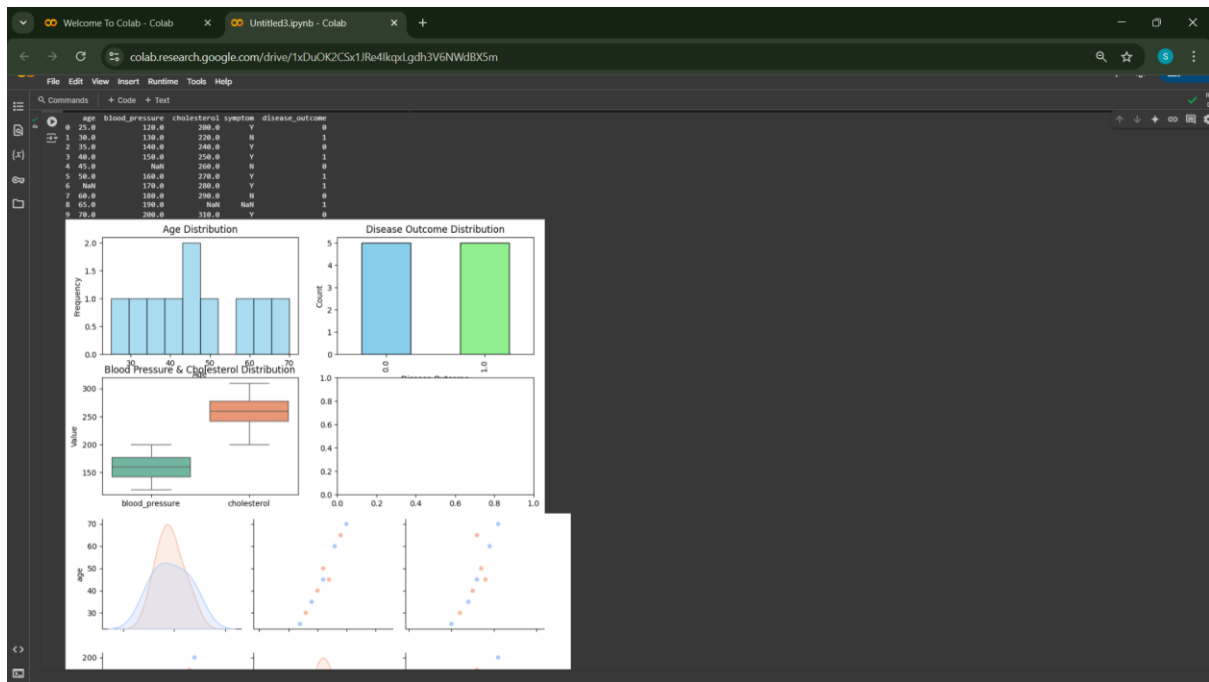 Welcome To Colab - Colab
Untitled3.ipynb - Colab
colab.research.google.com/drive/1xDuOK2CSx1JRe4IkqxLgdh3V6NWdBX5m
S
File Edit View Insert Runtime Tools Help
Commands + Code + Text
age blood_pressure cholesterol symptom disease_outcome
0 25.0 120.0 200.0 Y 0
1 30.0 130.0 220.0 N 1
2 35.0 140.0 240.0 Y 0
3 40.0 150.0 250.0 Y 1
4 45.0 NaN 260.0 N 0
5 50.0 160.0 270.0 Y 1
6 NaN 170.0 280.0 Y 1
7 60.0 180.0 290.0 N 0
8 65.0 190.0 NaN NaN 1
9 70.0 200.0 310.0 Y 0
Age Distribution
Frequency
2.0
1.5
1.0
0.5
0.0
30 40 50 60 70
Age
Disease Outcome Distribution
Count
5
4
3
2
1
0
0.0 1.0
Disease Outcome
Blood Pressure & Cholesterol Distribution
Value
300
250
200
150
blood_pressure cholesterol
1.0
0.8
0.6
0.4
0.2
0.0
0.0 0.2 0.4 0.6 0.8 1.0
age
70
60
50
40
30
200